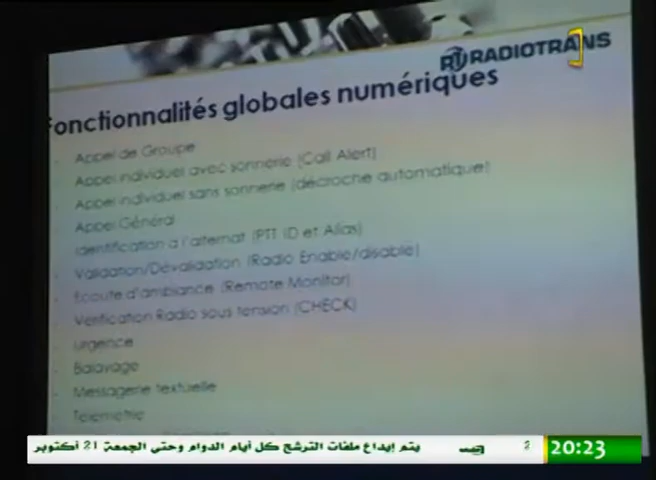 RADIOTRANS
Fonctionnalités globales numériques
- Appel de Groupe
- Appel individuel avec sonnerie (Call Alert)
- Appel individuel sans sonnerie (décroche automatique)
- Appel Général
- Identification à l'alternat (PTT ID et Alias)
- Validation/Dévalidation (Radio Enable/disable)
- Ecoute d'ambiance (Remote Monitor)
- Vérification Radio sous tension (CHECK)
- Urgence
- Balayage
- Messagerie textuelle
- Télémétrie
يتم إيداع ملفات الترشح كل أيام الدوام وحتى الجمعة 21 أكتوبر
20:23